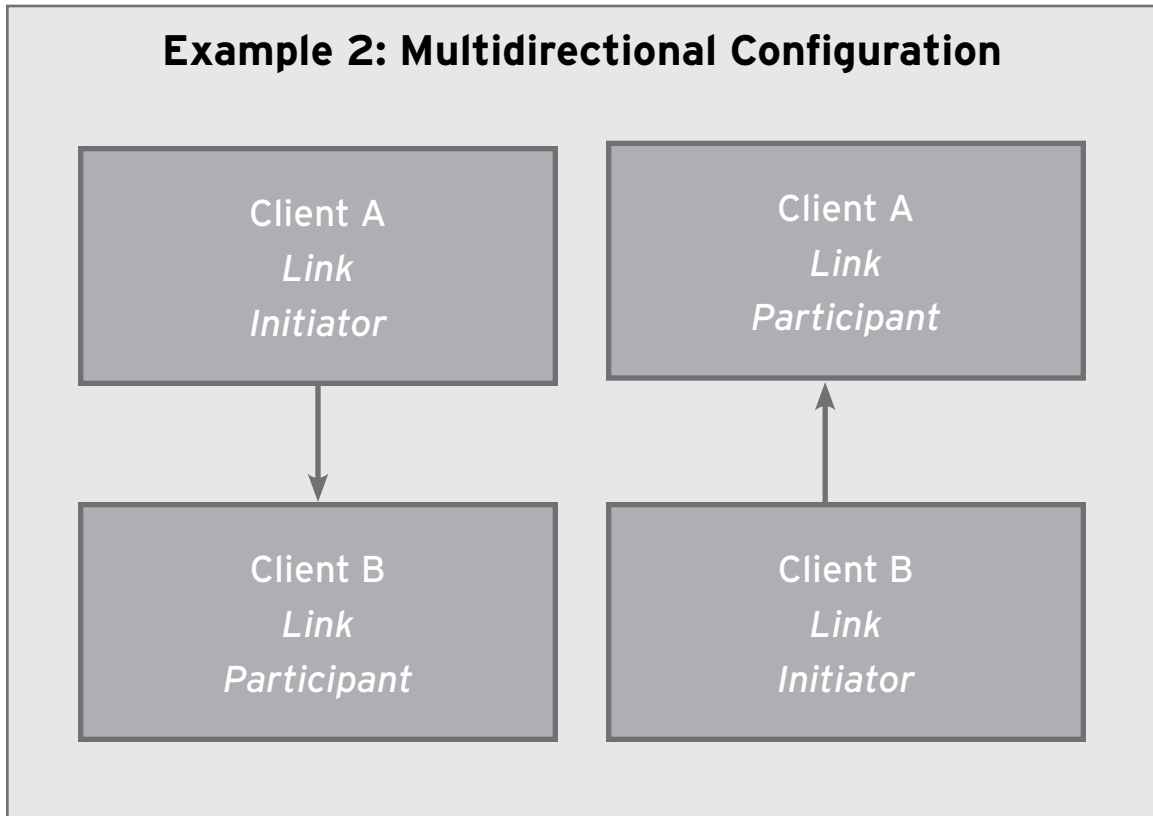 Example 2: Multidirectional Configuration
Client A
Link
Initiator
Client A
Link
Participant
Client B
Link
Participant
Client B
Link
Initiator